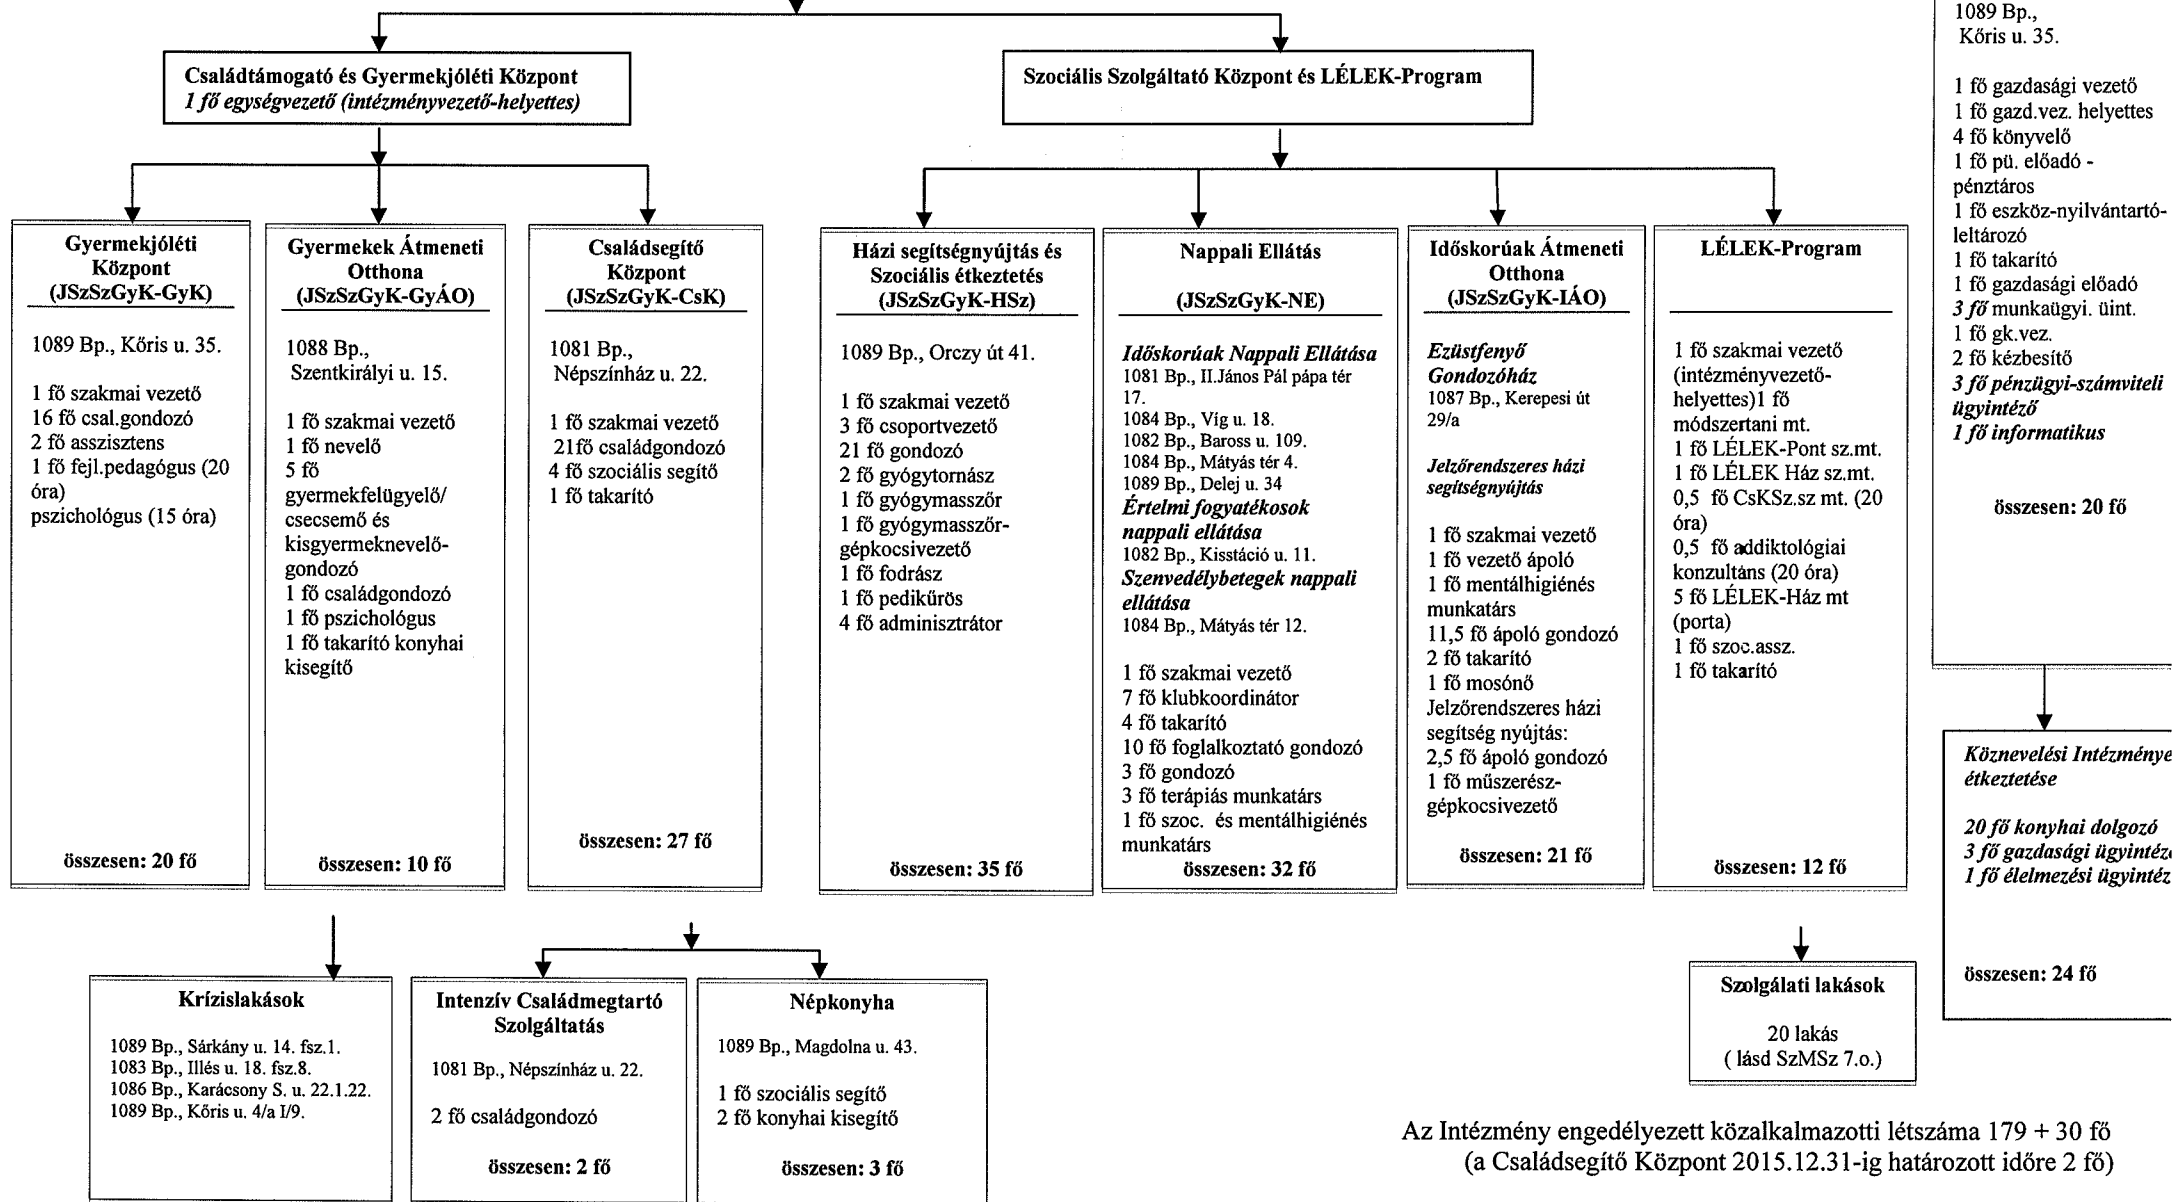 Családtámogató és Gyermekjóléti Központ
1 fő egységvezető (intézményvezető-helyettes)
Szociális Szolgáltató Központ és LÉLEK-Program
Gyermekjóléti
Központ
(JSzSzGyK-GyK)
1089 Bp., Kőris u. 35.
1 fő szakmai vezető
16 fő csal.gondozó
2 fő asszisztens
1 fő fejl.pedagógus (20
óra)
pszichológus (15 óra)
összesen: 20 fő
Gyermekek Átmeneti
Otthona
(JSzSzGyK-GyÁO)
1088 Bp.,
Szentkirályi u. 15.
1 fő szakmai vezető
1 fő nevelő
5 fő
gyermekfelügyelő/
csecsemő és
kisgyermeknevelő-
gondozó
1 fő családgondozó
1 fő pszichológus
1 fő takarító konyhai
kisegítő
összesen: 10 fő
Családsegítő
Központ
(JSzSzGyK-CsK)
1081 Bp.,
Népszínház u. 22.
1 fő szakmai vezető
21fő családgondozó
4 fő szociális segítő
1 fő takarító
összesen: 27 fő
Házi segítségnyújtás és
Szociális étkeztetés
(JSzSzGyK-HSz)
1089 Bp., Orczy út 41.
1 fő szakmai vezető
3 fő csoportvezető
21 fő gondozó
2 fő gyógytornász
1 fő gyógymasszőr
1 fő gyógymasszőr-
gépkocsivezető
1 fő fodrász
1 fő pedikűrös
4 fő adminisztrátor
összesen: 35 fő
Nappali Ellátás
(JSzSzGyK-NE)
Időskorúak Nappali Ellátása
1081 Bp., II.János Pál pápa tér
17.
1084 Bp., Víg u. 18.
1082 Bp., Baross u. 109.
1084 Bp., Mátyás tér 4.
1089 Bp., Delej u. 34
Értelmi fogyatékosok
nappali ellátása
1082 Bp., Kisstáció u. 11.
Szenvedélybetegek nappali
ellátása
1084 Bp., Mátyás tér 12.
1 fő szakmai vezető
7 fő klubkoordinátor
4 fő takarító
10 fő foglalkoztató gondozó
3 fő gondozó
3 fő terápiás munkatárs
1 fő szoc. és mentálhigiénés
munkatárs
összesen: 32 fő
Időskorúak Átmeneti
Otthona
(JSzSzGyK-IÁO)
Ezüstfenyő
Gondozóház
1087 Bp., Kerepesi út
29/a
Jelzőrendszeres házi
segítségnyújtás
1 fő szakmai vezető
1 fő vezető ápoló
1 fő mentálhigiénés
munkatárs
11,5 fő ápoló gondozó
2 fő takarító
1 fő mosónő
Jelzőrendszeres házi
segítség nyújtás:
2,5 fő ápoló gondozó
1 fő műszerész-
gépkocsivezető
összesen: 21 fő
LÉLEK-Program
1 fő szakmai vezető
(intézményvezető-
helyettes)1 fő
módszertani mt.
1 fő LÉLEK-Pont sz.mt.
1 fő LÉLEK Ház sz.mt.
0,5 fő CsKSz.sz mt. (20
óra)
0,5 fő addiktológiai
konzultáns (20 óra)
5 fő LÉLEK-Ház mt
(porta)
1 fő szoc.assz.
1 fő takarító
összesen: 12 fő
1089 Bp.,
Kőris u. 35.
1 fő gazdasági vezető
1 fő gazd.vez. helyettes
4 fő könyvelő
1 fő pü. előadó -
pénztáros
1 fő eszköz-nyilvántartó-
leltározó
1 fő takarító
1 fő gazdasági előadó
3 fő munkaügyi. üint.
1 fő gk.vez.
2 fő kézbesítő
3 fő pénzügyi-számviteli
ügyintéző
1 fő informatikus
összesen: 20 fő
Köznevelési Intézménye
étkeztetése
20 fő konyhai dolgozó
3 fő gazdasági ügyintéz
1 fő élelmezési ügyintéz
összesen: 24 fő
Krízislakások
1089 Bp., Sárkány u. 14. fsz.1.
1083 Bp., Illés u. 18. fsz.8.
1086 Bp., Karácsony S. u. 22.1.22.
1089 Bp., Kőris u. 4/a I/9.
Intenzív Családmegtartó
Szolgáltatás
1081 Bp., Népszínház u. 22.
2 fő családgondozó
összesen: 2 fő
Népkonyha
1089 Bp., Magdolna u. 43.
1 fő szociális segítő
2 fő konyhai kisegítő
összesen: 3 fő
Szolgálati lakások
20 lakás
( lásd SzMSz 7.o.)
Az Intézmény engedélyezett közalkalmazotti létszáma 179 + 30 fő
(a Családsegítő Központ 2015.12.31-ig határozott időre 2 fő)